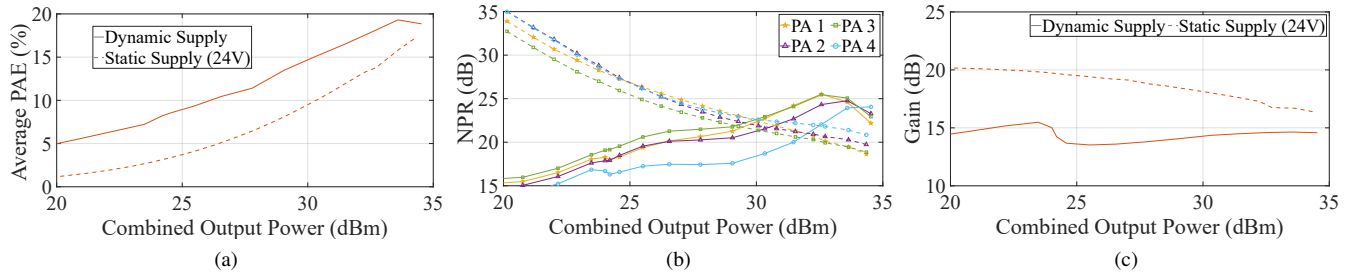 20
15
10
5
0
Average PAE (%)
Dynamic Supply
Static Supply (24V)
20 25 30 35
Combined Output Power (dBm)
(a)
35
30
25
20
15
NPR (dB)
PA 1 PA 3
PA 2 PA 4
20 25 30 35
Combined Output Power (dBm)
(b)
25
20
15
10
Gain (dB)
Dynamic Supply Static Supply (24V)
20 25 30 35
Combined Output Power (dBm)
(c)